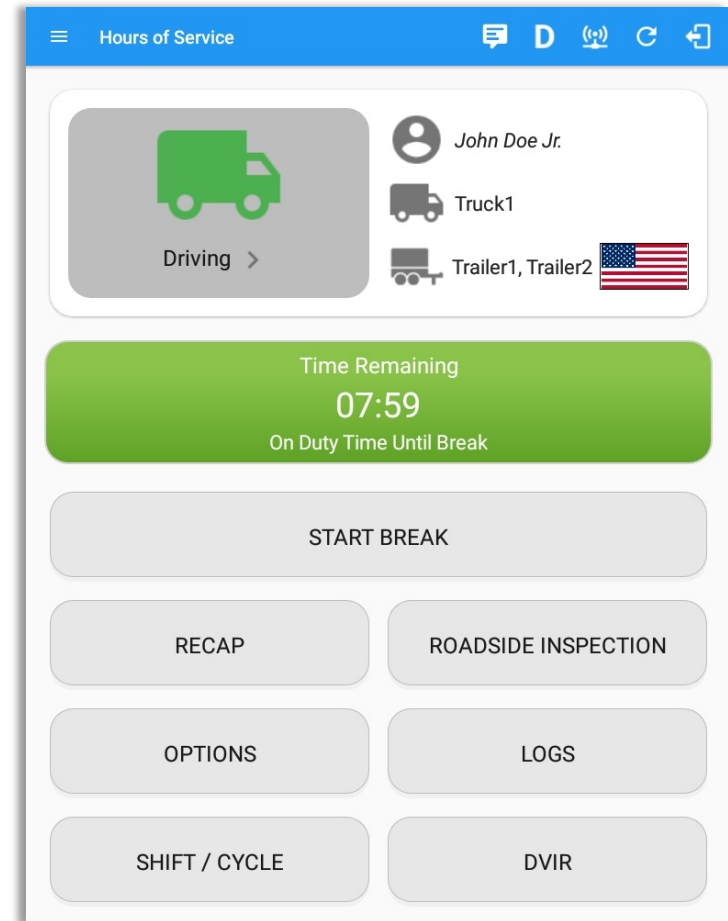 Hours of Service
D
John Doe Jr.
Truck1
Driving
Trailer1, Trailer2
Time Remaining
07:59
On Duty Time Until Break
START BREAK
RECAP
ROADSIDE INSPECTION
OPTIONS
LOGS
SHIFT / CYCLE
DVIR